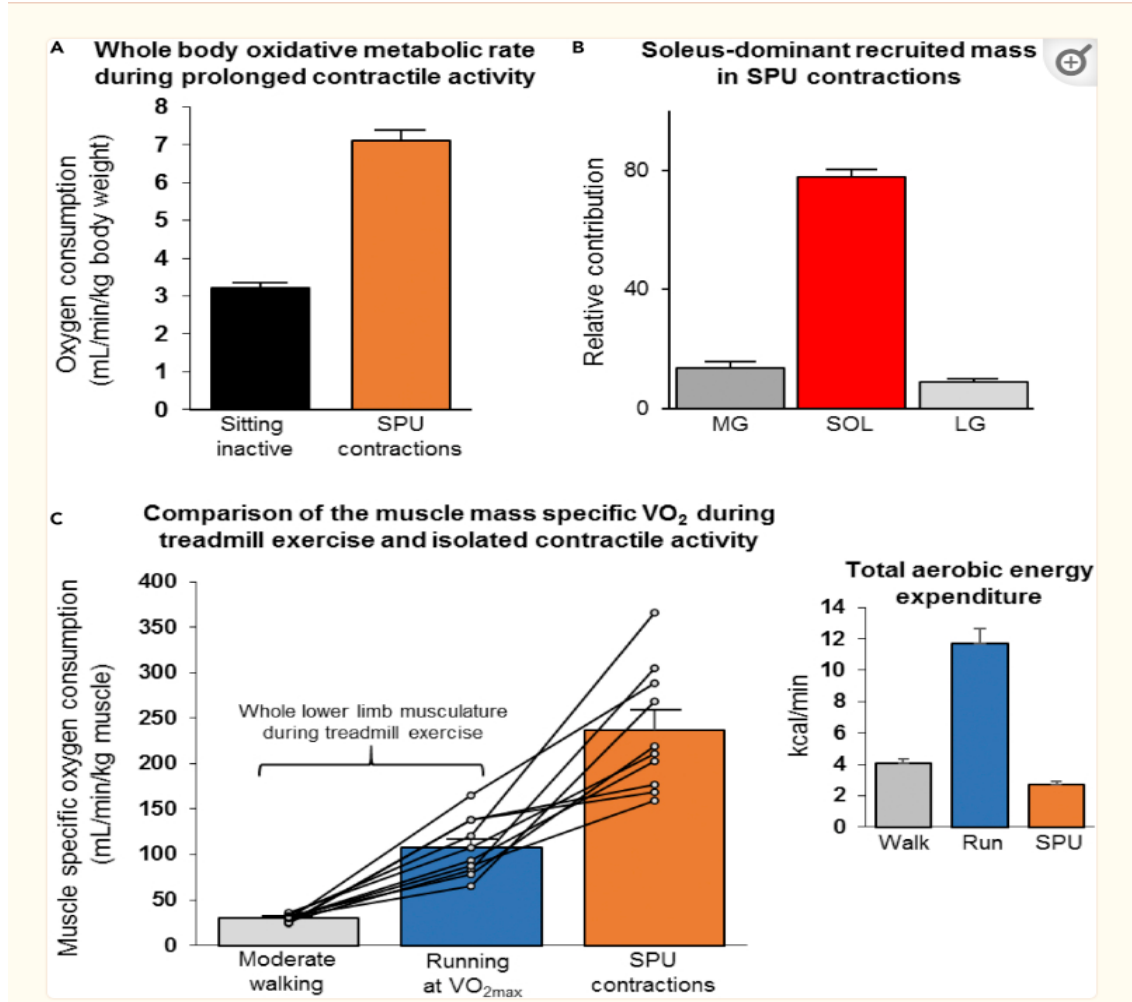 A
Whole body oxidative metabolic rate
during prolonged contractile activity
Oxygen consumption
(mL/min/kg body weight)
8
7
6
5
4
3
2
1
0
Sitting
inactive
SPU
contractions
B
Soleus-dominant recruited mass
in SPU contractions
Relative contribution
80
40
0
MG
SOL
LG
C
Comparison of the muscle mass specific VO₂ during
treadmill exercise and isolated contractile activity
Muscle specific oxygen consumption
(mL/min/kg muscle)
400
350
300
250
200
150
100
50
0
Whole lower limb musculature
during treadmill exercise
Moderate
walking
Running
at VO₂max
SPU
contractions
Total aerobic energy
expenditure
kcal/min
14
12
10
8
6
4
2
0
Walk
Run
SPU